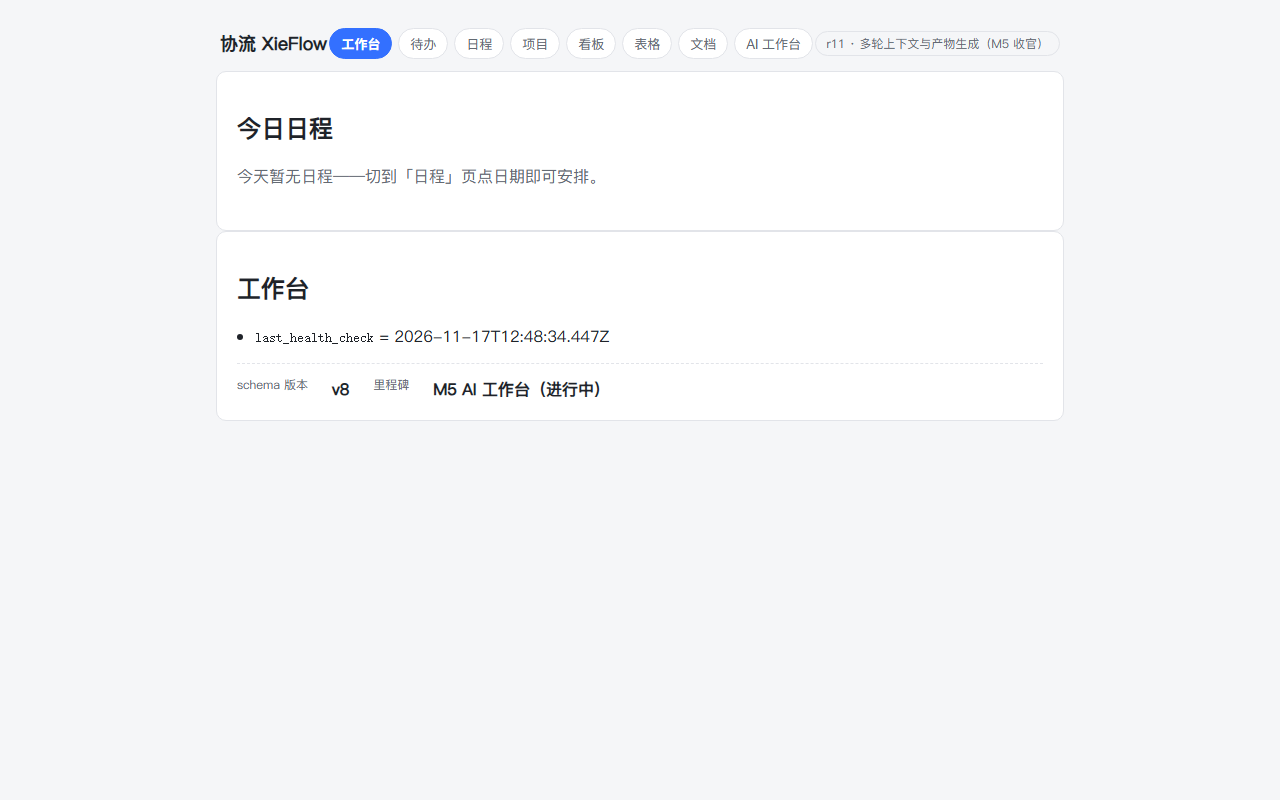 协流 XieFlow 工作台 待办 日程 项目 看板 表格 文档 AI 工作台 r11 · 多轮上下文与产物生成（M5 收官）
今日日程
今天暂无日程——切到「日程」页点日期即可安排。
工作台
last_health_check = 2026-11-17T12:48:34.447Z
schema 版本 v8 里程碑 M5 AI 工作台（进行中）